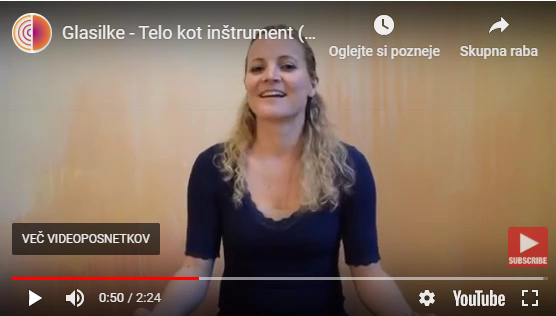 Glasilke - Telo kot inštrument (...
Oglejte si pozneje
Skupna raba
VEČ VIDEOPOSNETKOV
SUBSCRIBE
0:50 / 2:24
YouTube